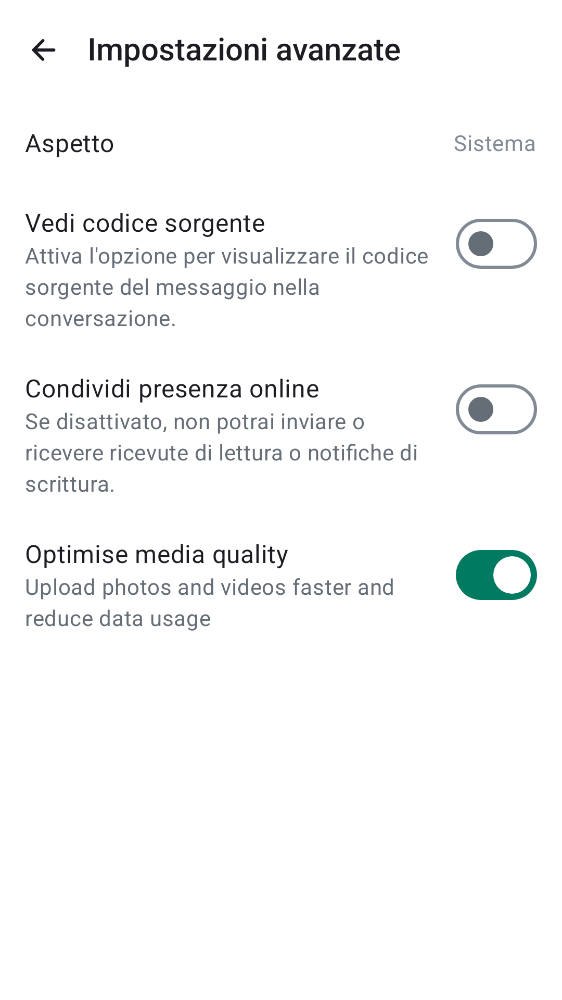 Impostazioni avanzate
Aspetto
Sistema
Vedi codice sorgente
Attiva l'opzione per visualizzare il codice
sorgente del messaggio nella
conversazione.
Condividi presenza online
Se disattivato, non potrai inviare o
ricevere ricevute di lettura o notifiche di
scrittura.
Optimise media quality
Upload photos and videos faster and
reduce data usage